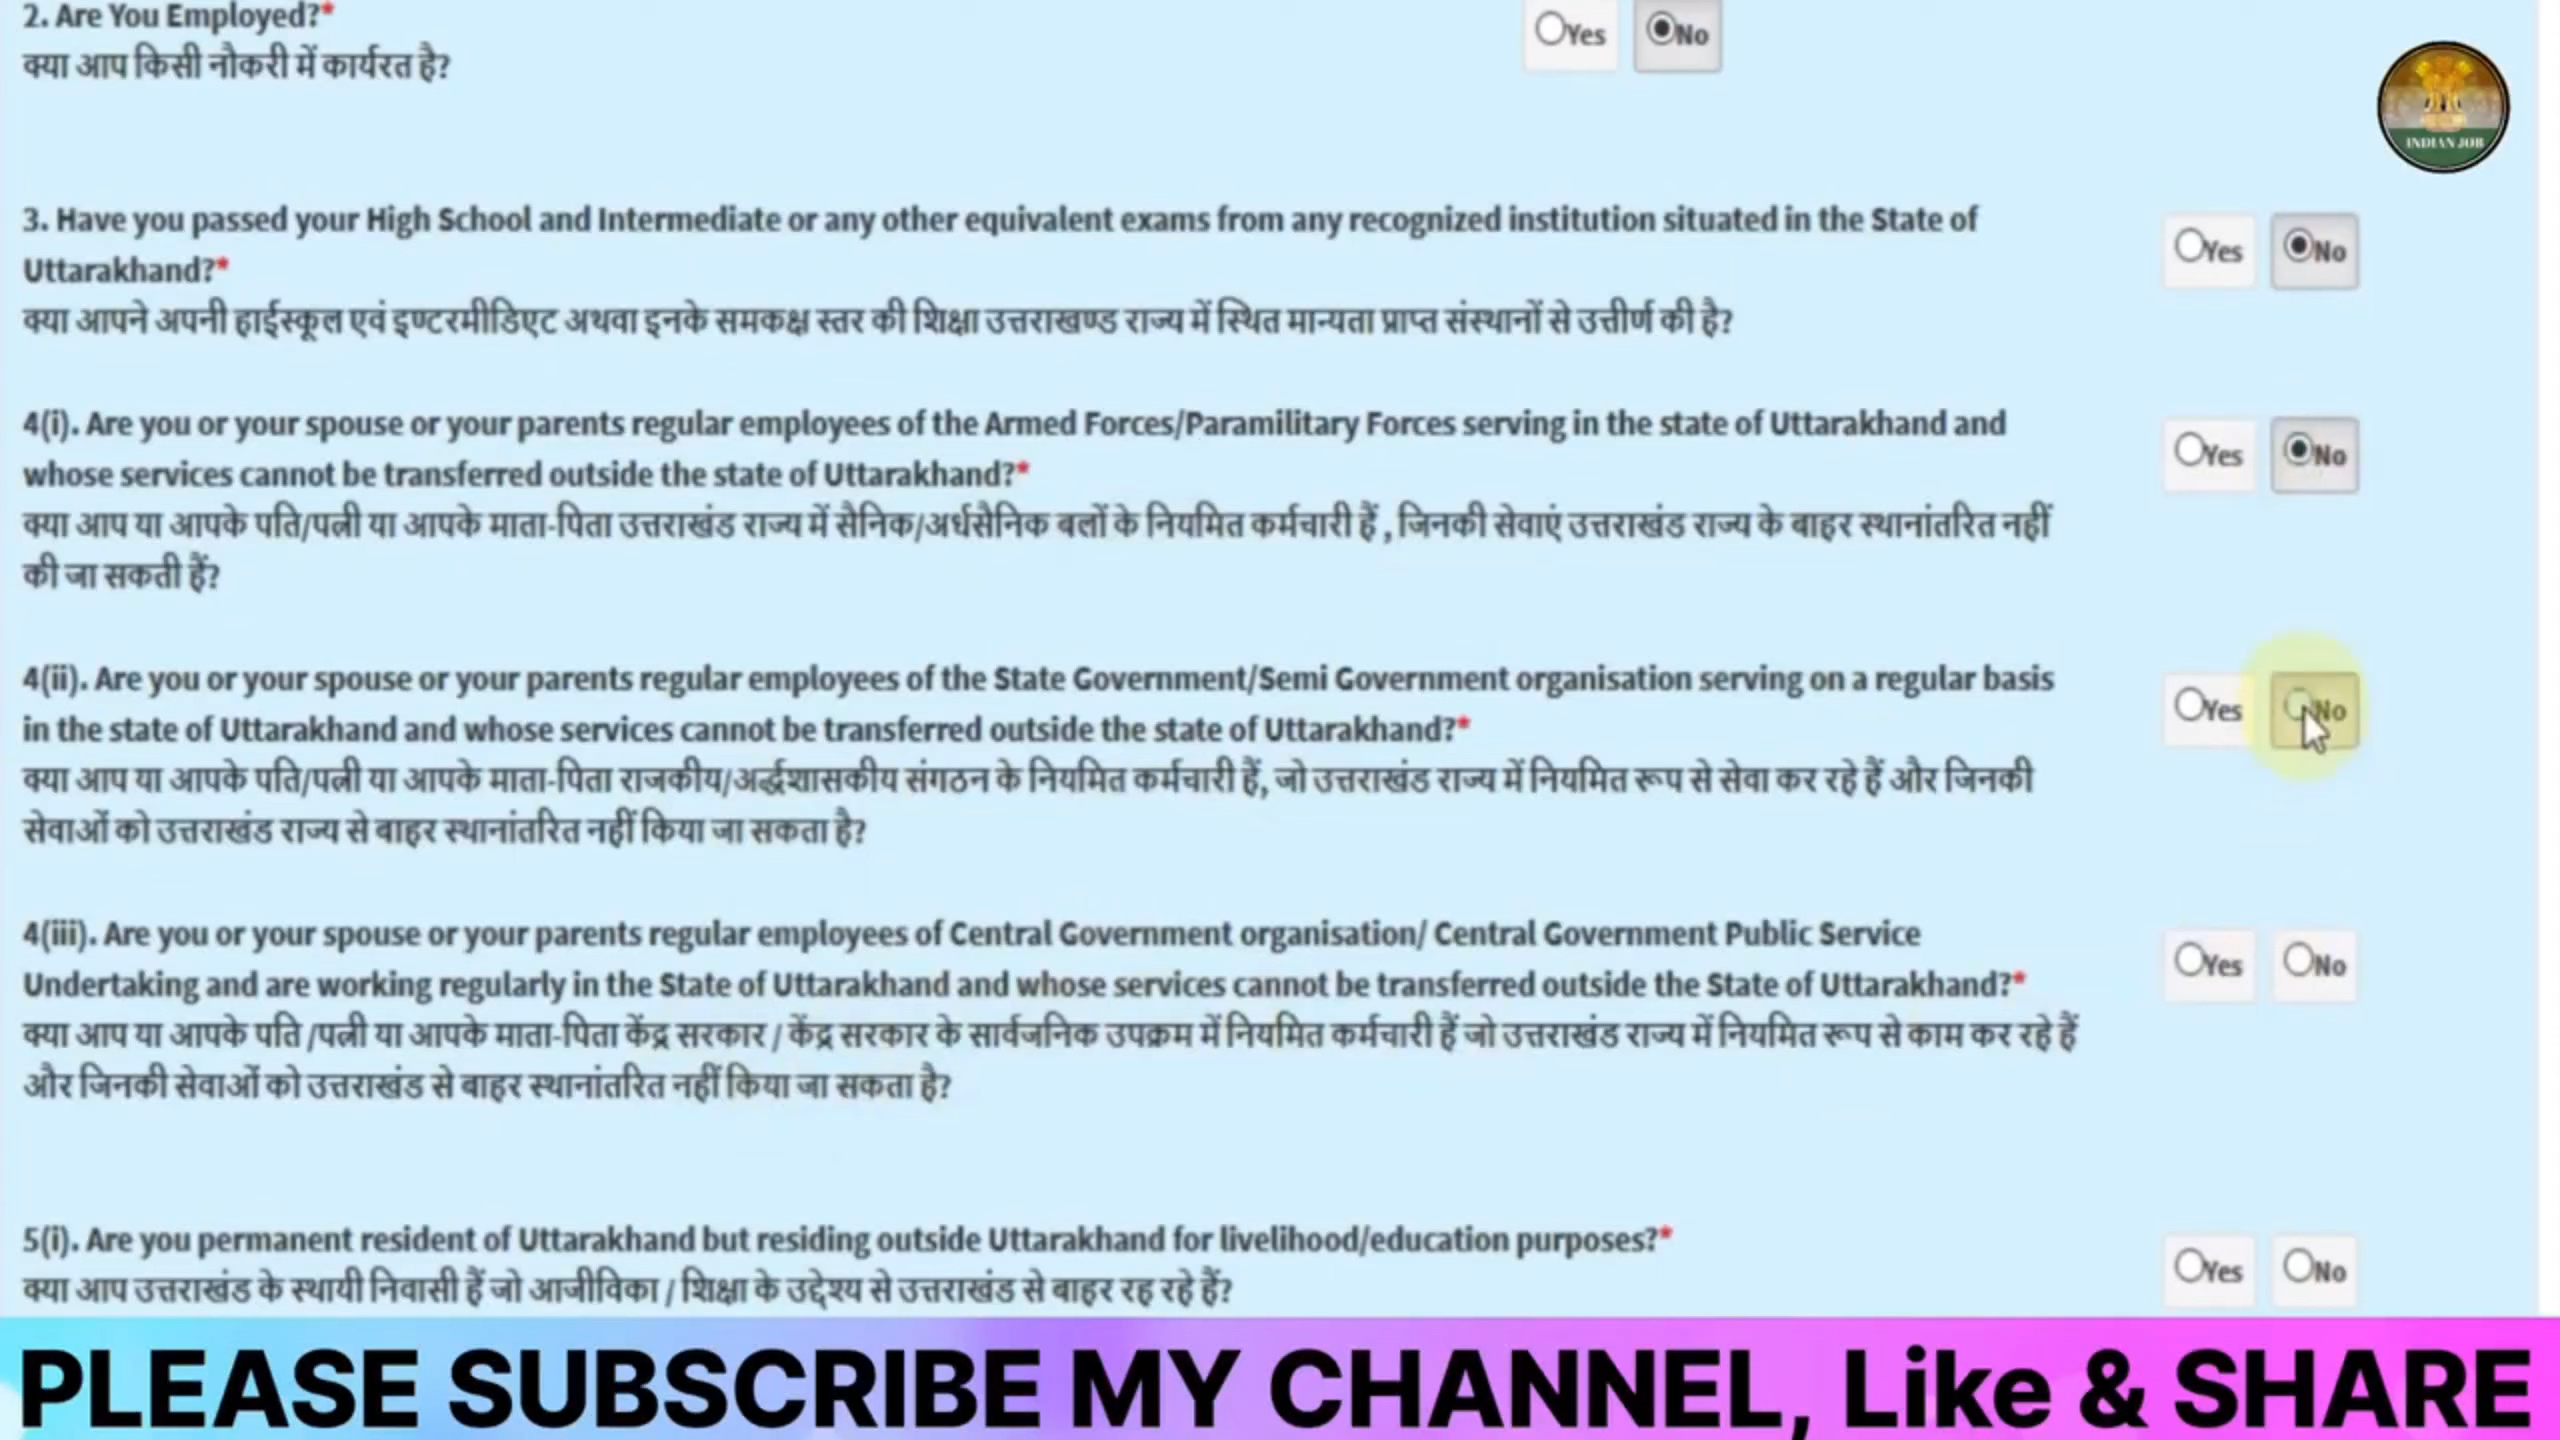 2. Are You Employed?*
Yes No
क्या आप किसी नौकरी में कार्यरत है?
INDIAN JOB
3. Have you passed your High School and Intermediate or any other equivalent exams from any recognized institution situated in the State of
Uttarakhand?*
Yes No
क्या आपने अपनी हाईस्कूल एवं इण्टरमीडिएट अथवा इनके समकक्ष स्तर की शिक्षा उत्तराखण्ड राज्य में स्थित मान्यता प्राप्त संस्थानों से उत्तीर्ण की है?
4(i). Are you or your spouse or your parents regular employees of the Armed Forces/Paramilitary Forces serving in the state of Uttarakhand and
whose services cannot be transferred outside the state of Uttarakhand?*
Yes No
क्या आप या आपके पति/पत्नी या आपके माता-पिता उत्तराखंड राज्य में सैनिक/अर्धसैनिक बलों के नियमित कर्मचारी हैं , जिनकी सेवाएं उत्तराखंड राज्य के बाहर स्थानांतरित नहीं
की जा सकती हैं?
4(ii). Are you or your spouse or your parents regular employees of the State Government/Semi Government organisation serving on a regular basis
in the state of Uttarakhand and whose services cannot be transferred outside the state of Uttarakhand?*
Yes No
क्या आप या आपके पति/पत्नी या आपके माता-पिता राजकीय/अर्द्धशासकीय संगठन के नियमित कर्मचारी हैं, जो उत्तराखंड राज्य में नियमित रूप से सेवा कर रहे हैं और जिनकी
सेवाओं को उत्तराखंड राज्य से बाहर स्थानांतरित नहीं किया जा सकता है?
4(iii). Are you or your spouse or your parents regular employees of Central Government organisation/ Central Government Public Service
Undertaking and are working regularly in the State of Uttarakhand and whose services cannot be transferred outside the State of Uttarakhand?*
Yes No
क्या आप या आपके पति /पत्नी या आपके माता-पिता केंद्र सरकार / केंद्र सरकार के सार्वजनिक उपक्रम में नियमित कर्मचारी हैं जो उत्तराखंड राज्य में नियमित रूप से काम कर रहे हैं
और जिनकी सेवाओं को उत्तराखंड से बाहर स्थानांतरित नहीं किया जा सकता है?
5(i). Are you permanent resident of Uttarakhand but residing outside Uttarakhand for livelihood/education purposes?*
Yes No
क्या आप उत्तराखंड के स्थायी निवासी हैं जो आजीविका / शिक्षा के उद्देश्य से उत्तराखंड से बाहर रह रहे हैं?
PLEASE SUBSCRIBE MY CHANNEL, Like & SHARE